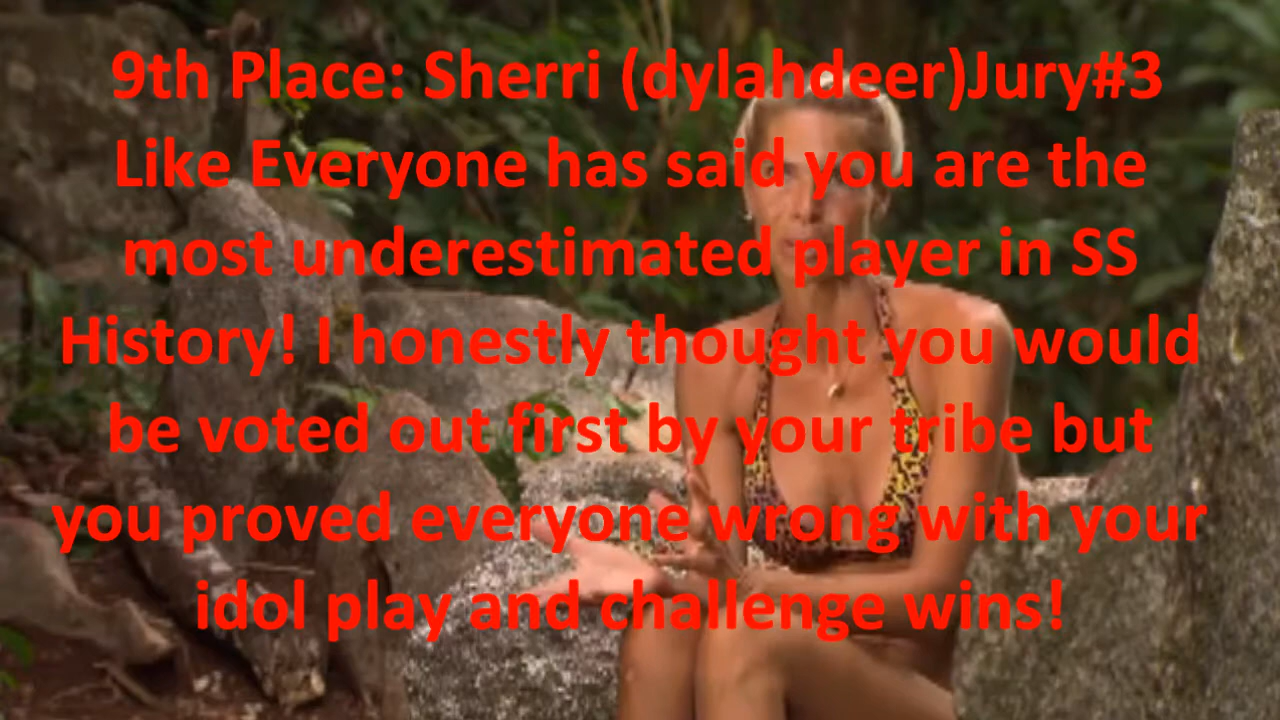 9th Place: Sherri (dylahdeer)Jury#3
Like Everyone has said you are the
most underestimated player in SS
History! I honestly thought you would
be voted out first by your tribe but
you proved everyone wrong with your
idol play and challenge wins!